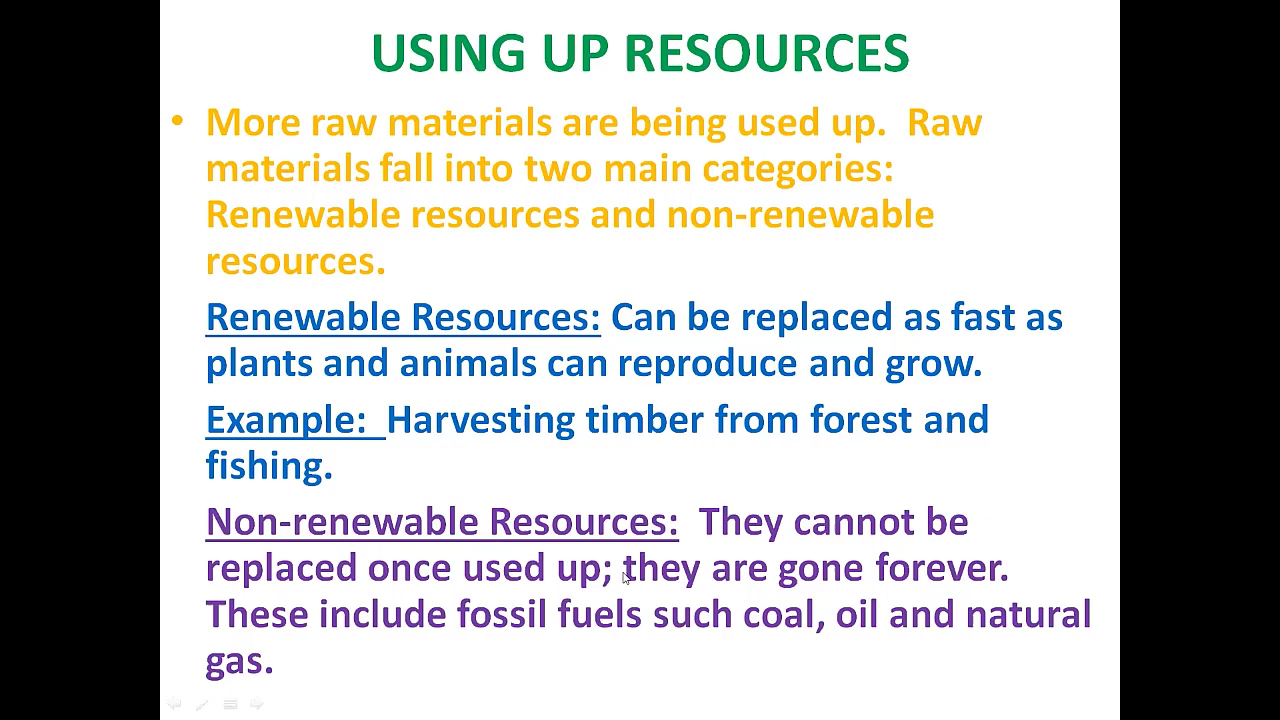 USING UP RESOURCES
• More raw materials are being used up.  Raw
materials fall into two main categories:
Renewable resources and non-renewable
resources.
Renewable Resources: Can be replaced as fast as
plants and animals can reproduce and grow.
Example:  Harvesting timber from forest and
fishing.
Non-renewable Resources:  They cannot be
replaced once used up; they are gone forever.
These include fossil fuels such coal, oil and natural
gas.